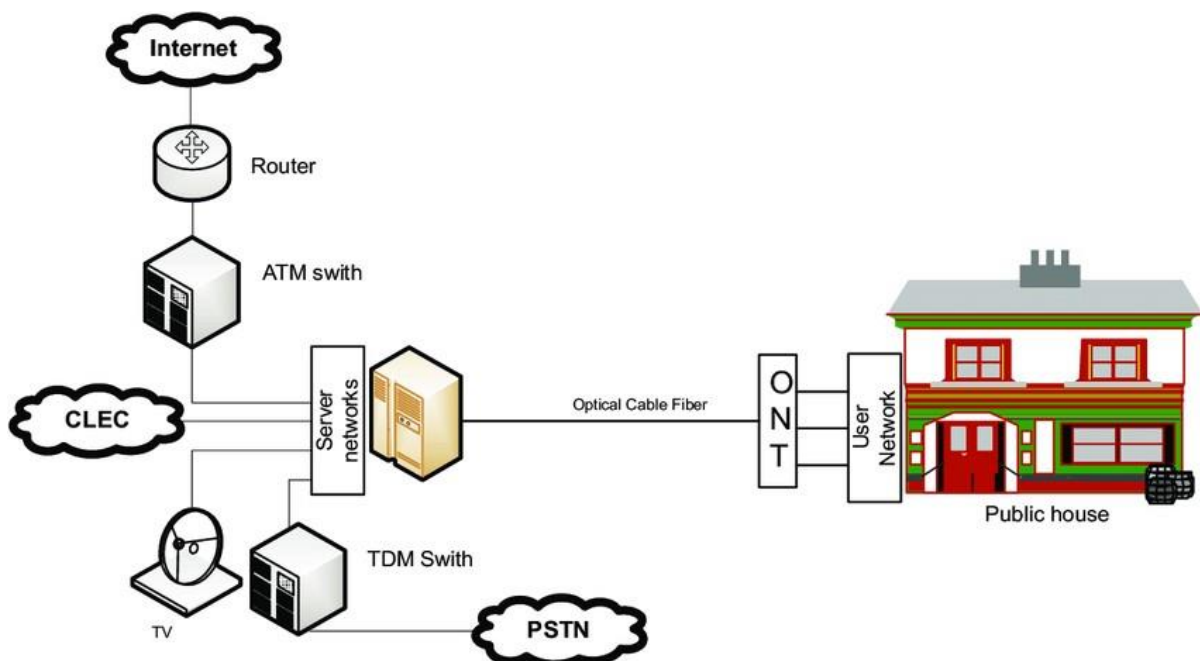 Internet
Router
ATM swith
CLEC
Server
networks
Optical Cable Fiber
O
N
T
User
Network
Public house
TDM Swith
TV
PSTN